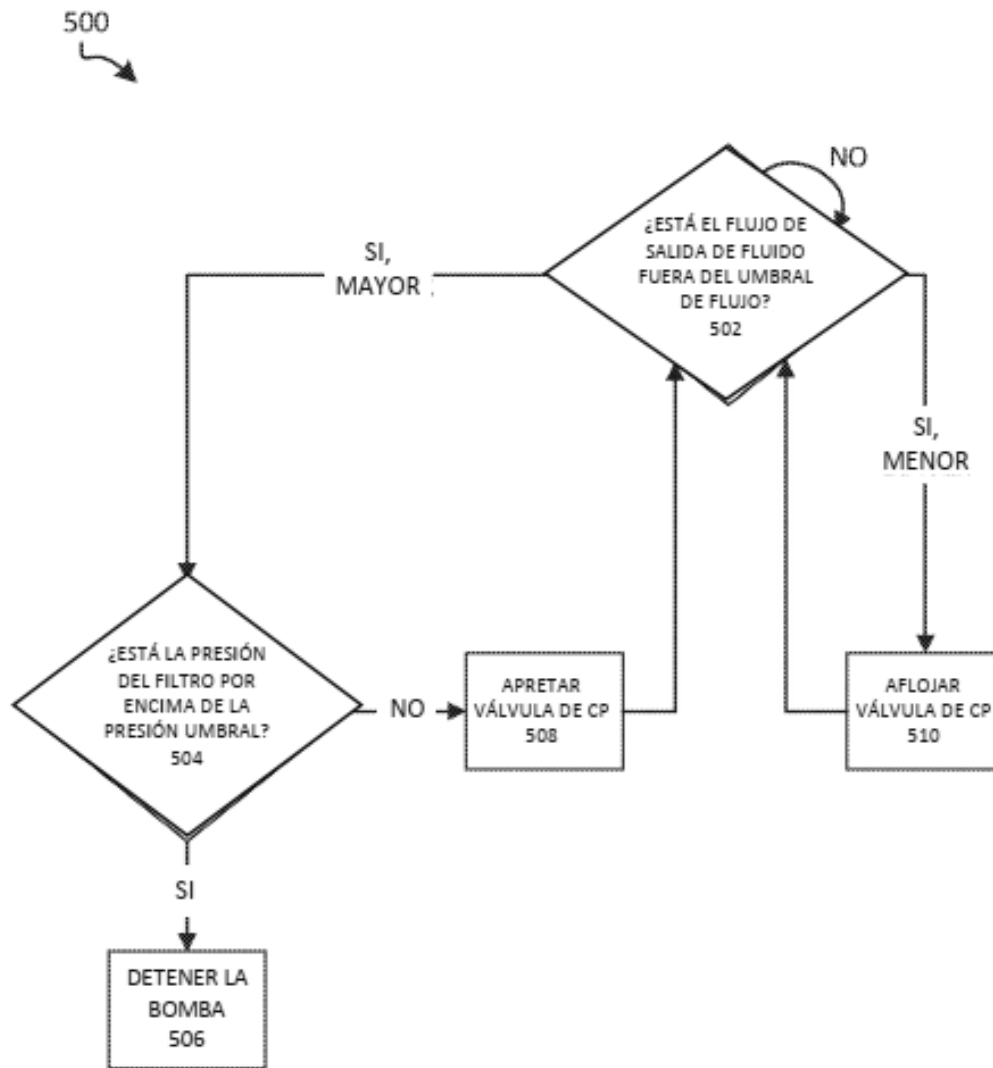 500
NO
¿ESTÁ EL FLUJO DE
SALIDA DE FLUIDO
FUERA DEL UMBRAL
DE FLUJO?
502
SI,
MAYOR
SI,
MENOR
¿ESTÁ LA PRESIÓN
DEL FILTRO POR
ENCIMA DE LA
PRESIÓN UMBRAL?
504
NO
APRETAR
VÁLVULA DE CP
508
AFLOJAR
VÁLVULA DE CP
510
SI
DETENER LA
BOMBA
506